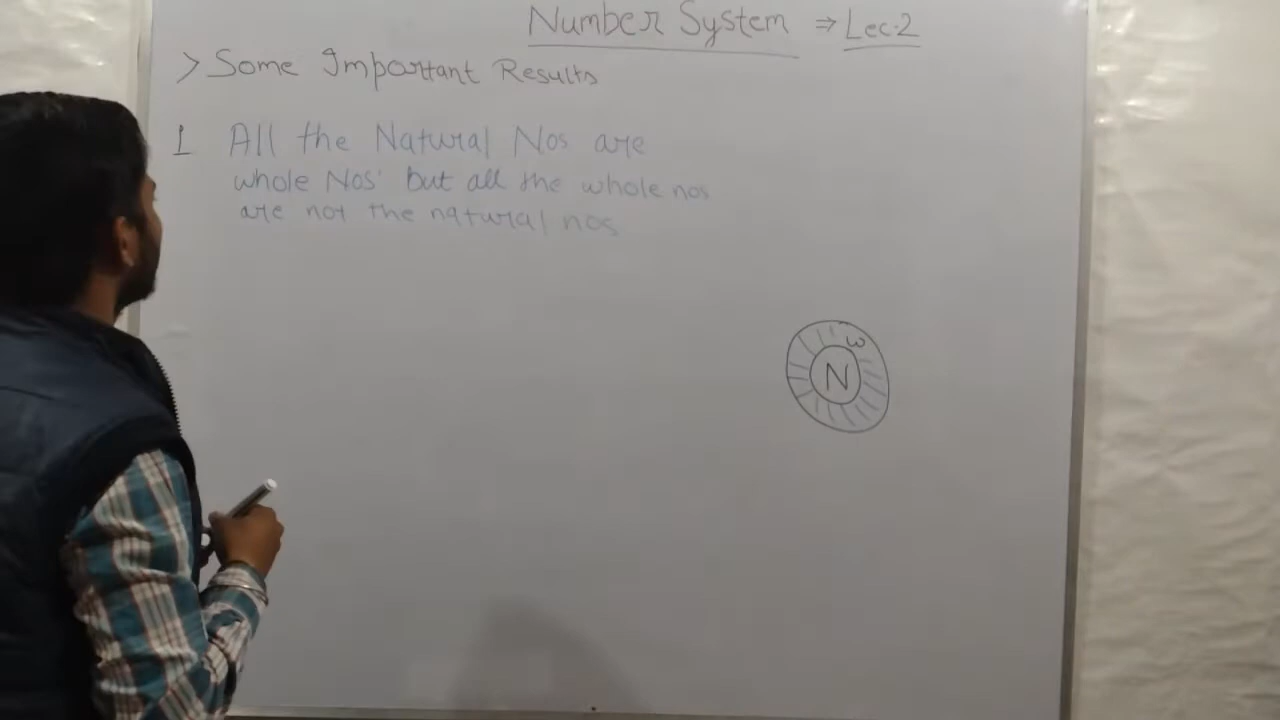 Number System ⇒ Lec.2
> Some Important Results
1 All the Natural Nos are
whole Nos but all the whole nos
are not the natural nos
W
N